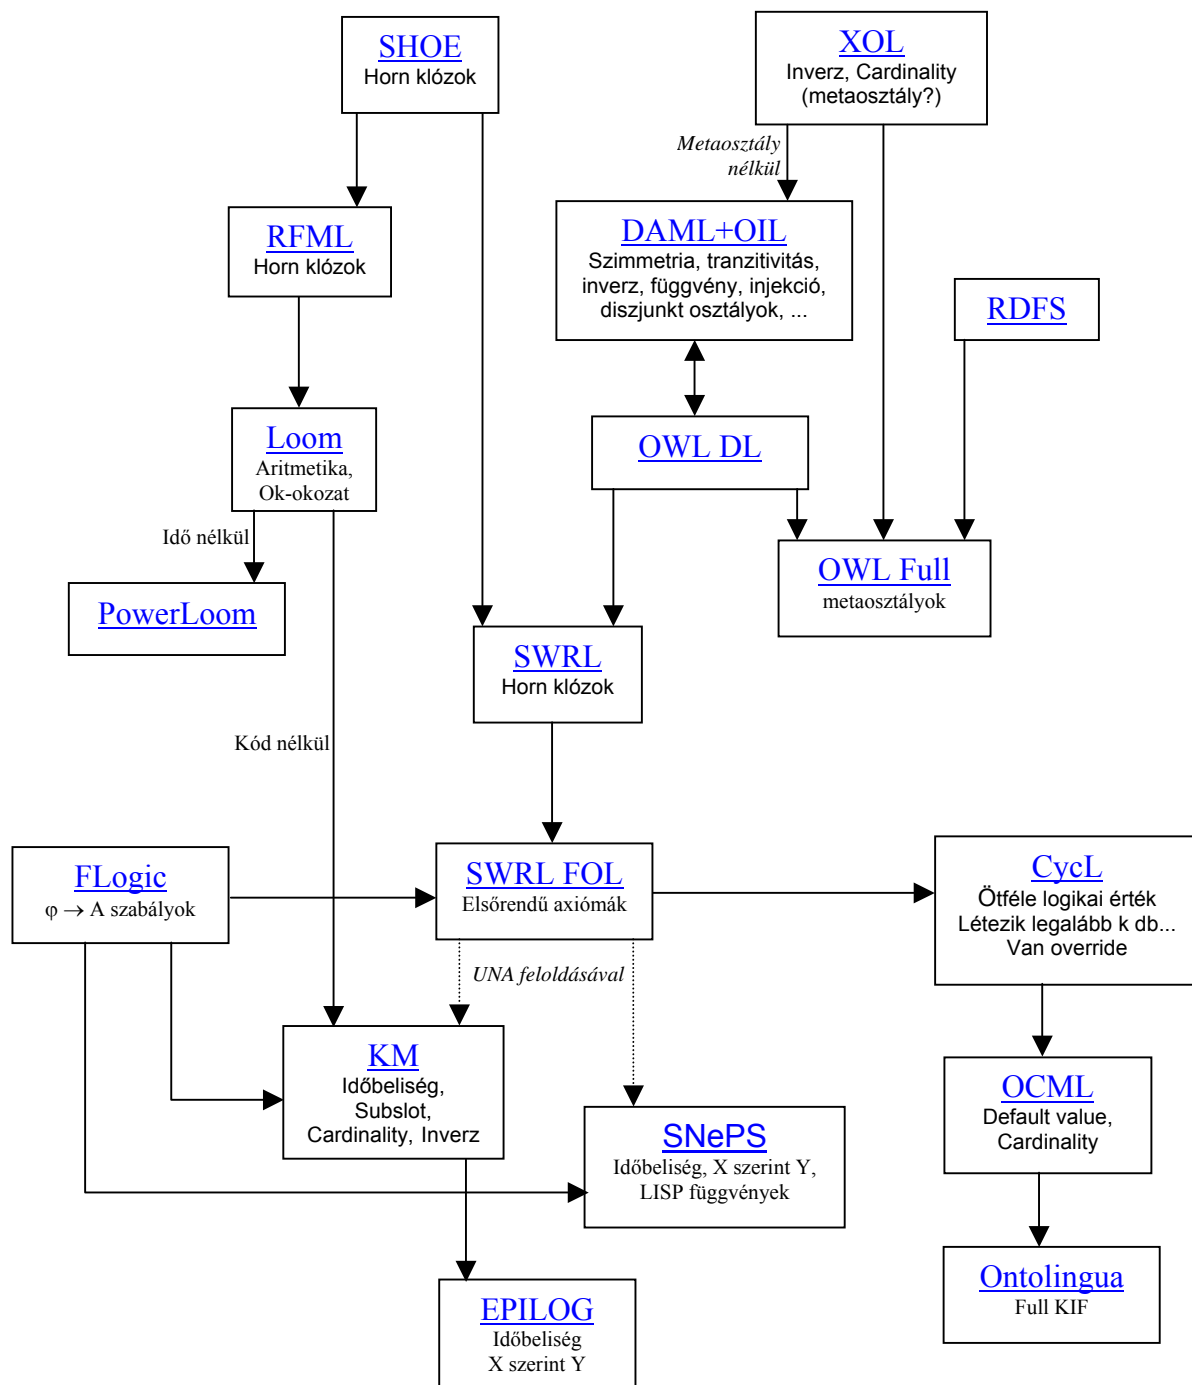 SHOE
Horn klózok
XOL
Inverz, Cardinality
(metaosztály?)
Metaosztály
nélkül
RFML
Horn klózok
DAML+OIL
Szimmetria, tranzitivitás,
inverz, függvény, injekció,
diszjunkt osztályok, ...
RDFS
Loom
Aritmetika,
Ok-okozat
OWL DL
Idő nélkül
PowerLoom
OWL Full
metaosztályok
SWRL
Horn klózok
Kód nélkül
FLogic
φ → A szabályok
SWRL FOL
Elsőrendű axiómák
CycL
Ötféle logikai érték
Létezik legalább k db...
Van override
UNA feloldásával
KM
Időbeliség,
Subslot,
Cardinality, Inverz
SNePS
Időbeliség, X szerint Y,
LISP függvények
OCML
Default value,
Cardinality
Ontolingua
Full KIF
EPILOG
Időbeliség
X szerint Y